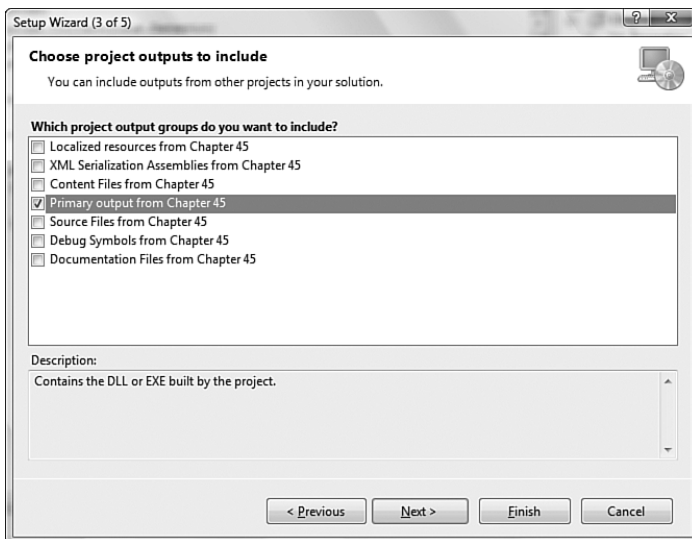 Setup Wizard (3 of 5)
Choose project outputs to include
You can include outputs from other projects in your solution.
Which project output groups do you want to include?
Localized resources from Chapter 45
XML Serialization Assemblies from Chapter 45
Content Files from Chapter 45
Primary output from Chapter 45
Source Files from Chapter 45
Debug Symbols from Chapter 45
Documentation Files from Chapter 45
Description:
Contains the DLL or EXE built by the project.
< Previous
Next >
Finish
Cancel